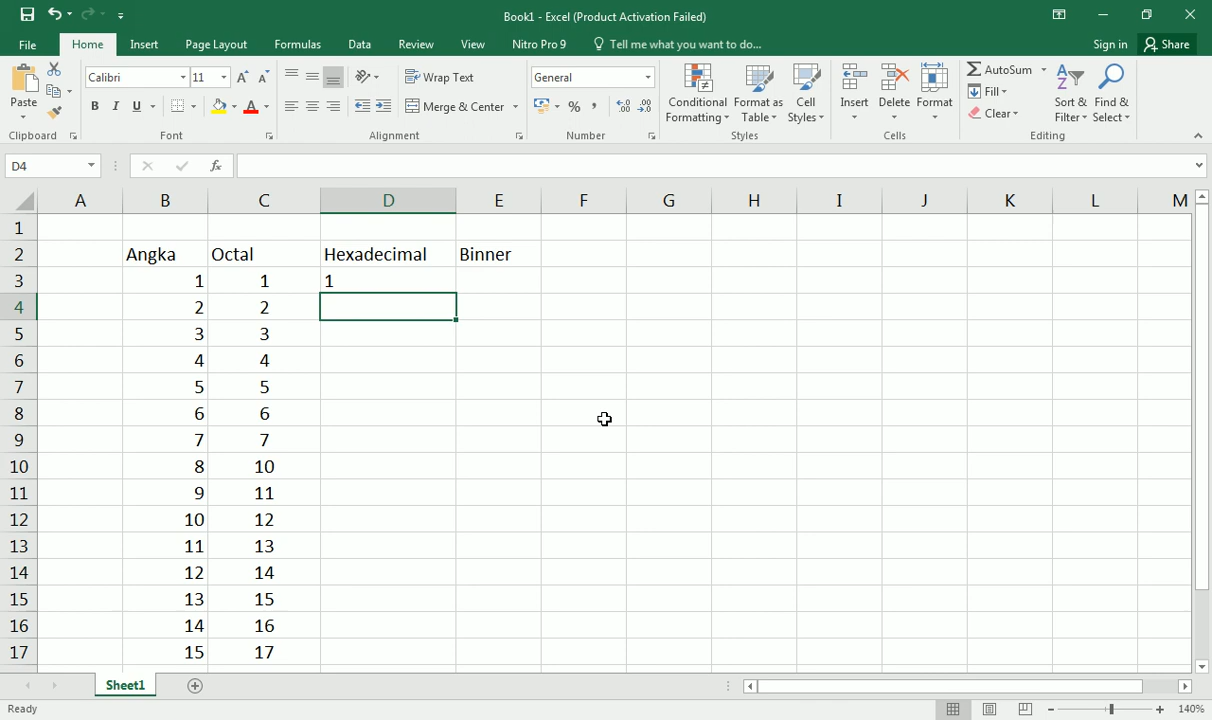 Book1 - Excel (Product Activation Failed)
File Home Insert Page Layout Formulas Data Review View Nitro Pro 9 Tell me what you want to do... Sign in Share
Calibri 11 Wrap Text General AutoSum
Paste B I U A Merge & Center % , Conditional Formatting Format as Table Cell Styles Insert Delete Format Fill Clear Sort & Filter Find & Select
Clipboard Font Alignment Number Styles Cells Editing
D4 fx
A B C D E F G H I J K L M
1
2 Angka Octal Hexadecimal Binner
3 1 1 1
4 2 2
5 3 3
6 4 4
7 5 5
8 6 6
9 7 7
10 8 10
11 9 11
12 10 12
13 11 13
14 12 14
15 13 15
16 14 16
17 15 17
Sheet1
Ready 140%